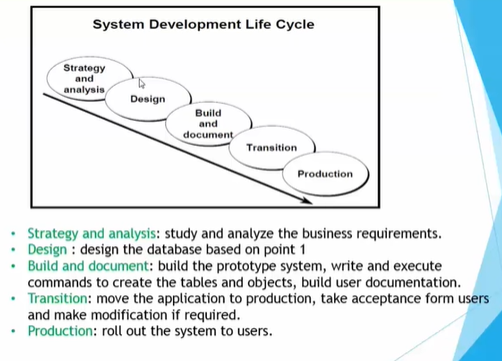 System Development Life Cycle
Strategy
and
analysis
Design
Build
and
document
Transition
Production
• Strategy and analysis: study and analyze the business requirements.
• Design : design the database based on point 1
• Build and document: build the prototype system, write and execute
commands to create the tables and objects, build user documentation.
• Transition: move the application to production, take acceptance form users
and make modification if required.
• Production: roll out the system to users.